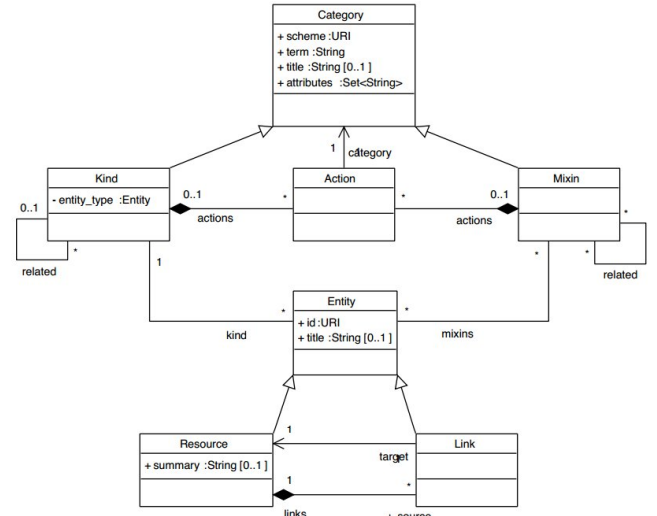 Category
+ scheme :URI
+ term :String
+ title :String [0..1 ]
+ attributes :Set<String>
1
category
Kind
- entity_type :Entity
Action
Mixin
0..1
*
*
0..1
actions
actions
0..1
*
related
*
*
related
1
*
Entity
+ id :URI
+ title :String [0..1 ]
*
*
kind
mixins
Resource
+ summary :String [0..1 ]
Link
1
target
1
*
links